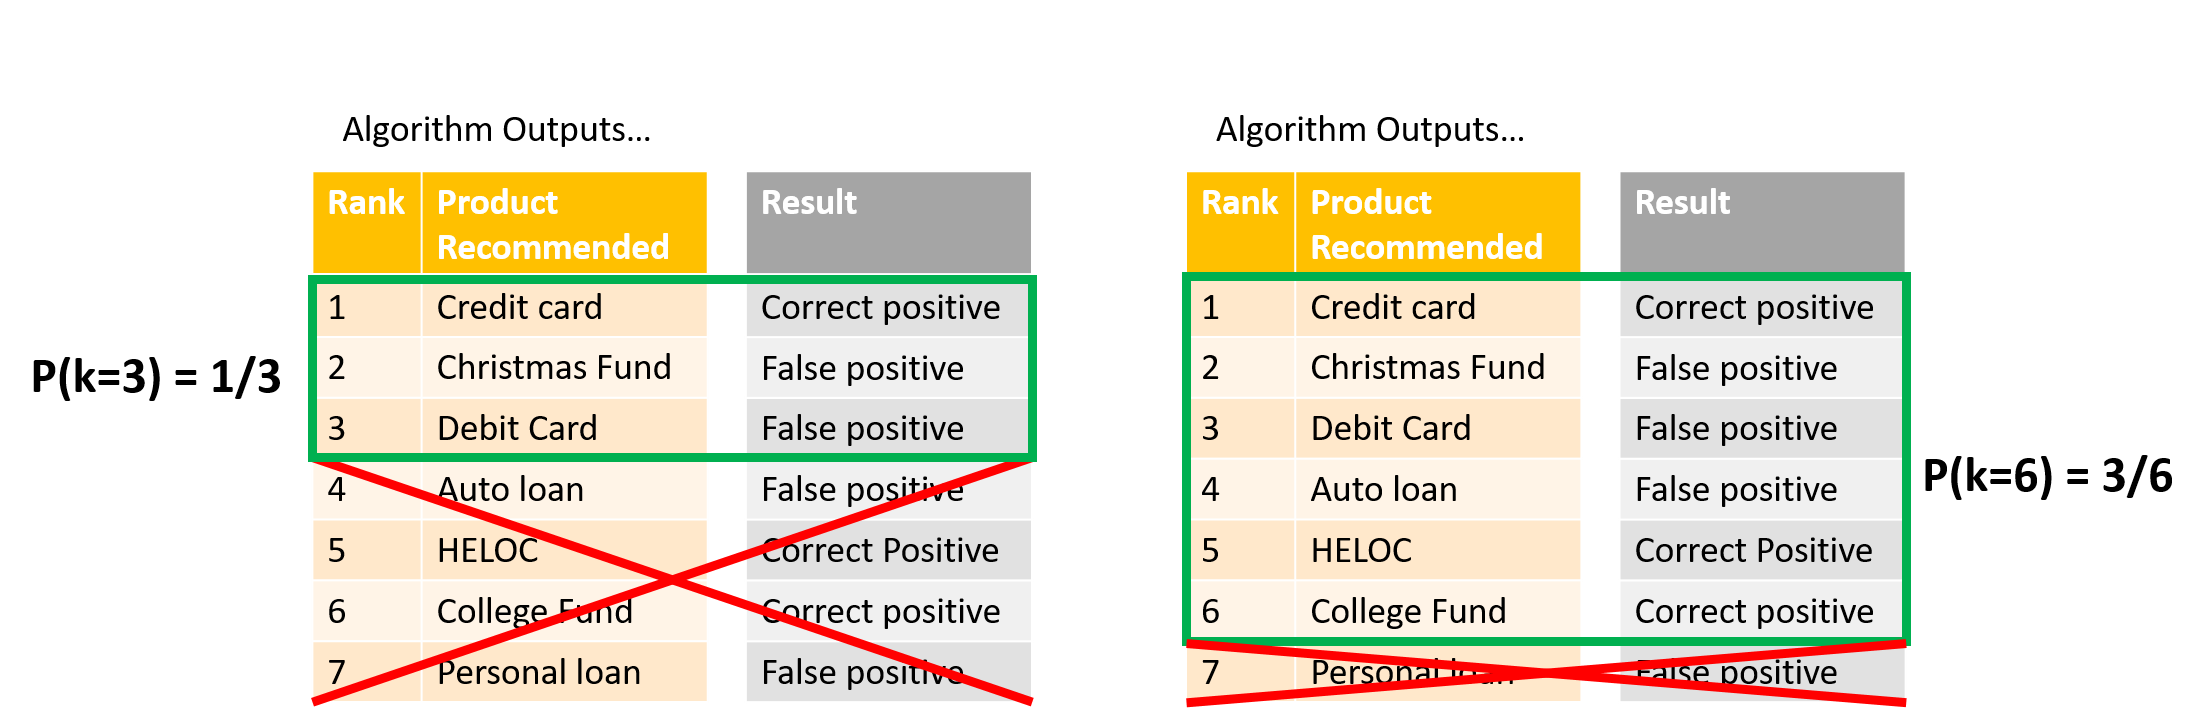 Algorithm Outputs...
Rank Product Recommended Result
1 Credit card Correct positive
2 Christmas Fund False positive
3 Debit Card False positive
4 Auto loan False positive
5 HELOC Correct Positive
6 College Fund Correct positive
7 Personal loan False positive
P(k=3) = 1/3
Algorithm Outputs...
Rank Product Recommended Result
1 Credit card Correct positive
2 Christmas Fund False positive
3 Debit Card False positive
4 Auto loan False positive
5 HELOC Correct Positive
6 College Fund Correct positive
7 Personal loan False positive
P(k=6) = 3/6